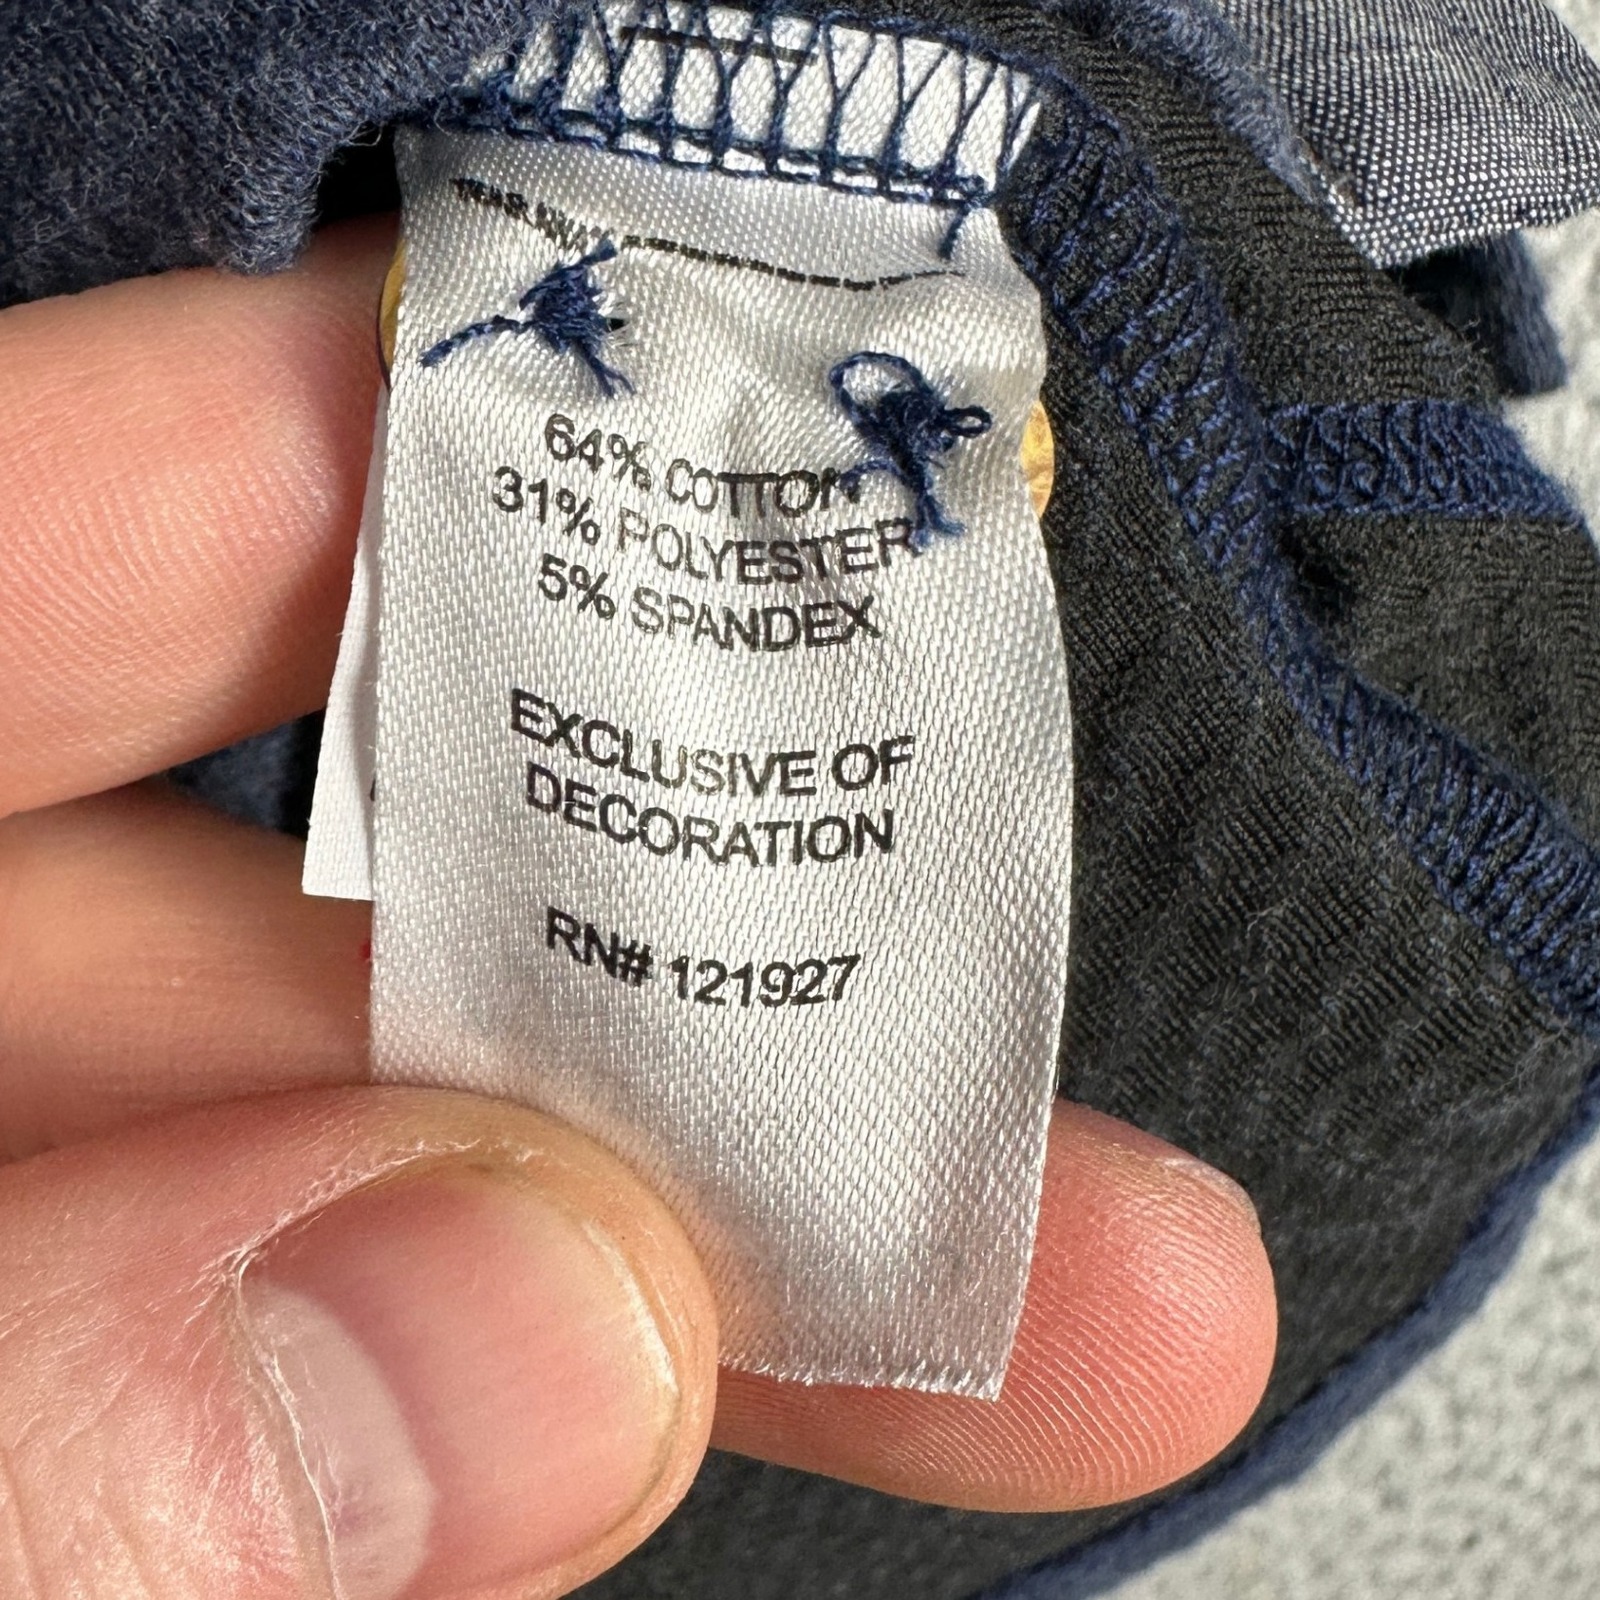 64% COTTON
31% POLYESTER
5% SPANDEX
EXCLUSIVE OF
DECORATION
RN# 121927